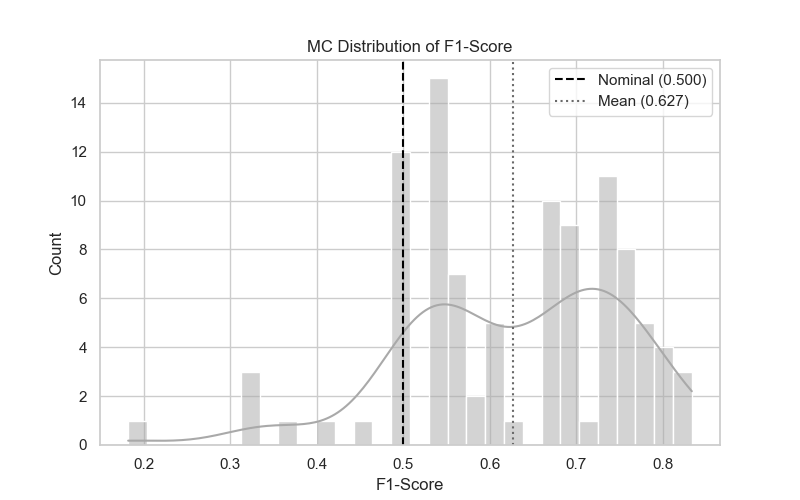 MC Distribution of F1-Score
Nominal (0.500)
Mean (0.627)
Count
14
12
10
8
6
4
2
0
0.2 0.3 0.4 0.5 0.6 0.7 0.8
F1-Score